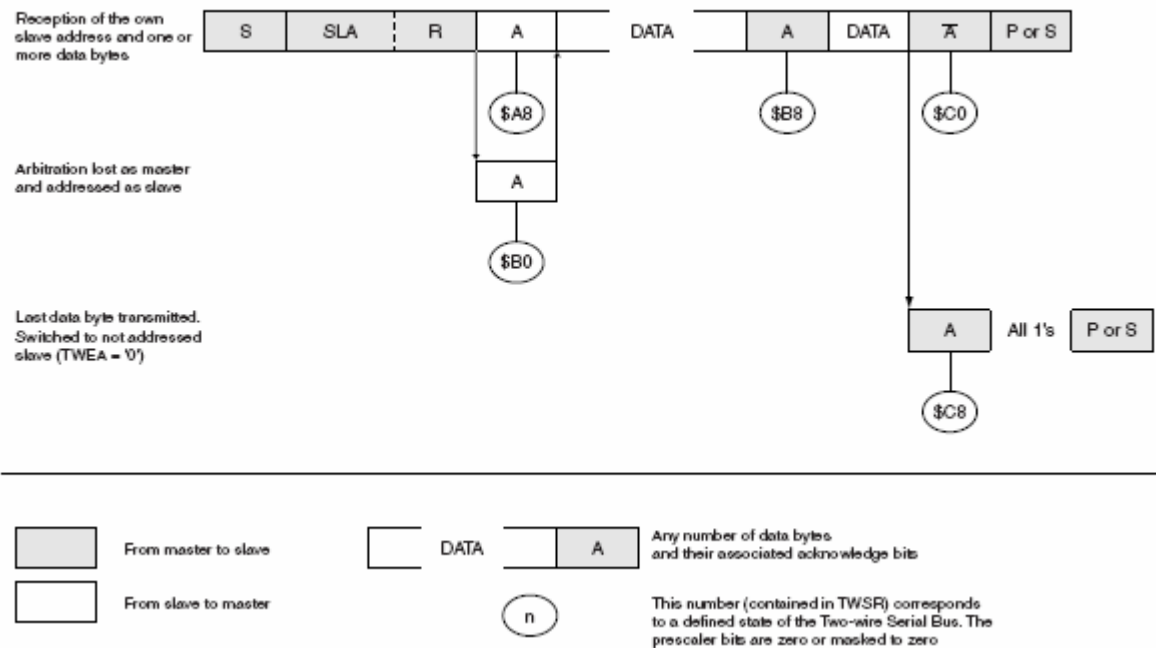 Reception of the own
slave address and one or
more data bytes
S SLA R A DATA A DATA A̅ P or S
$A8 $B8 $C0
Arbitration lost as master
and addressed as slave
A
$B0
Last data byte transmitted.
Switched to not addressed
slave (TWEA = '0')
A All 1's P or S
$C8
From master to slave
DATA A
Any number of data bytes
and their associated acknowledge bits
From slave to master
n
This number (contained in TWSR) corresponds
to a defined state of the Two-wire Serial Bus. The
prescaler bits are zero or masked to zero